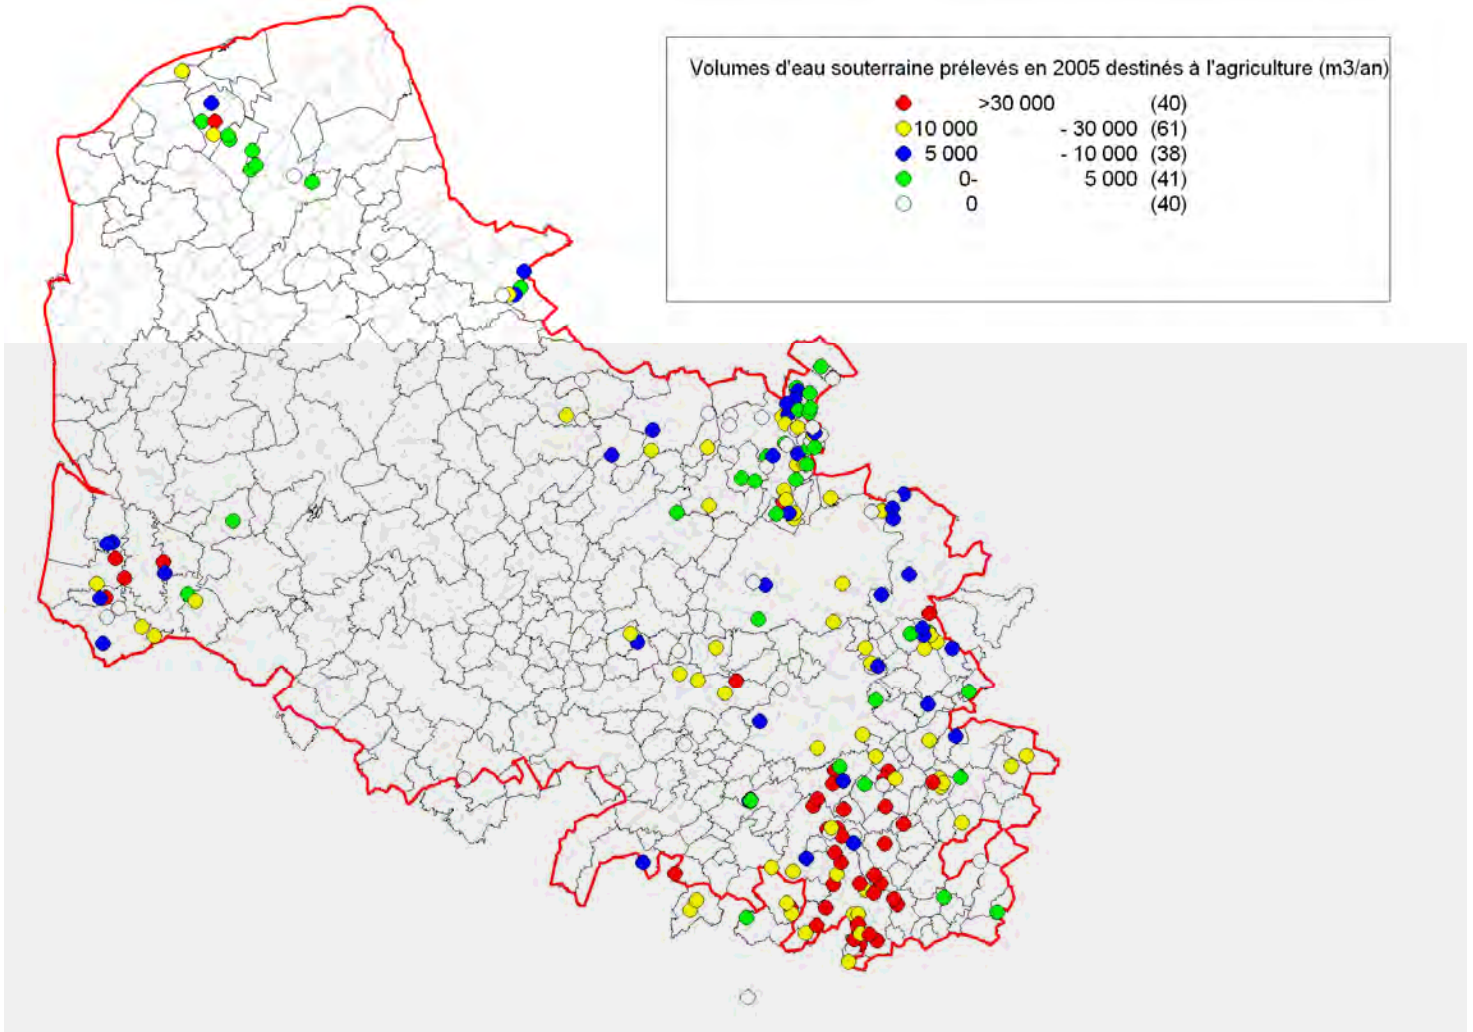 Volumes d'eau souterraine prélevés en 2005 destinés à l'agriculture (m3/an)
>30 000 (40)
10 000 - 30 000 (61)
5 000 - 10 000 (38)
0- 5 000 (41)
0 (40)